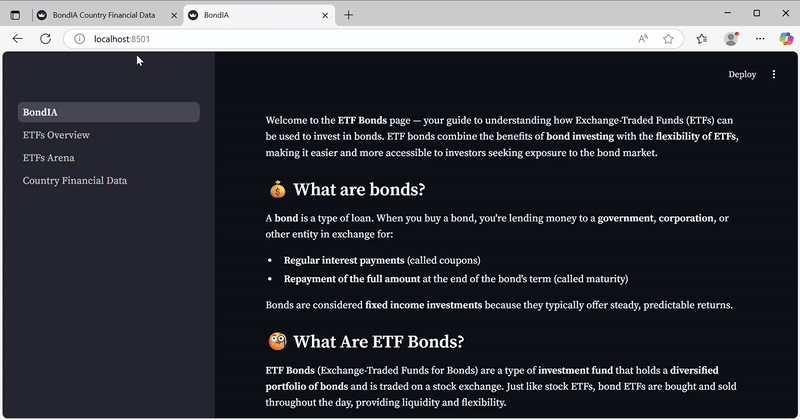 BondIA Country Financial Data
BondIA
localhost:8501
Deploy
BondIA
ETFs Overview
ETFs Arena
Country Financial Data
Welcome to the ETF Bonds page — your guide to understanding how Exchange-Traded Funds (ETFs) can
be used to invest in bonds. ETF bonds combine the benefits of bond investing with the flexibility of ETFs,
making it easier and more accessible to investors seeking exposure to the bond market.
What are bonds?
A bond is a type of loan. When you buy a bond, you're lending money to a government, corporation, or
other entity in exchange for:
• Regular interest payments (called coupons)
• Repayment of the full amount at the end of the bond's term (called maturity)
Bonds are considered fixed income investments because they typically offer steady, predictable returns.
What Are ETF Bonds?
ETF Bonds (Exchange-Traded Funds for Bonds) are a type of investment fund that holds a diversified
portfolio of bonds and is traded on a stock exchange. Just like stock ETFs, bond ETFs are bought and sold
throughout the day, providing liquidity and flexibility.